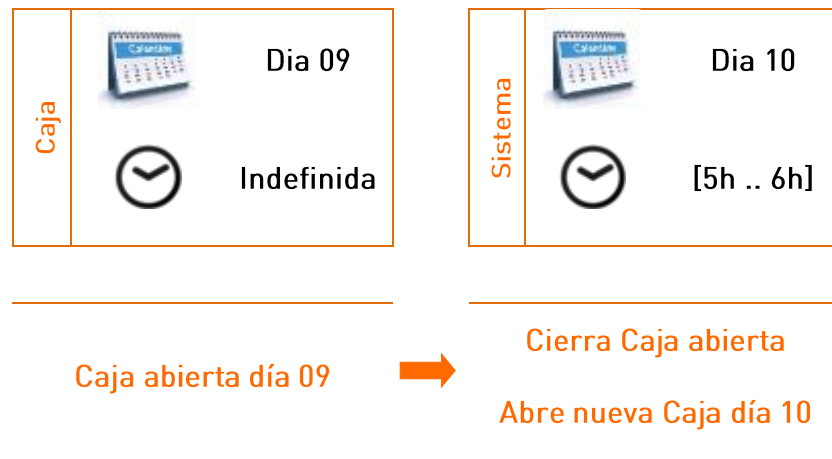 Caja
Calendine
Dia 09
Indefinida
Sistema
Dia 10
[5h .. 6h]
Caja abierta día 09
Cierra Caja abierta
Abre nueva Caja día 10